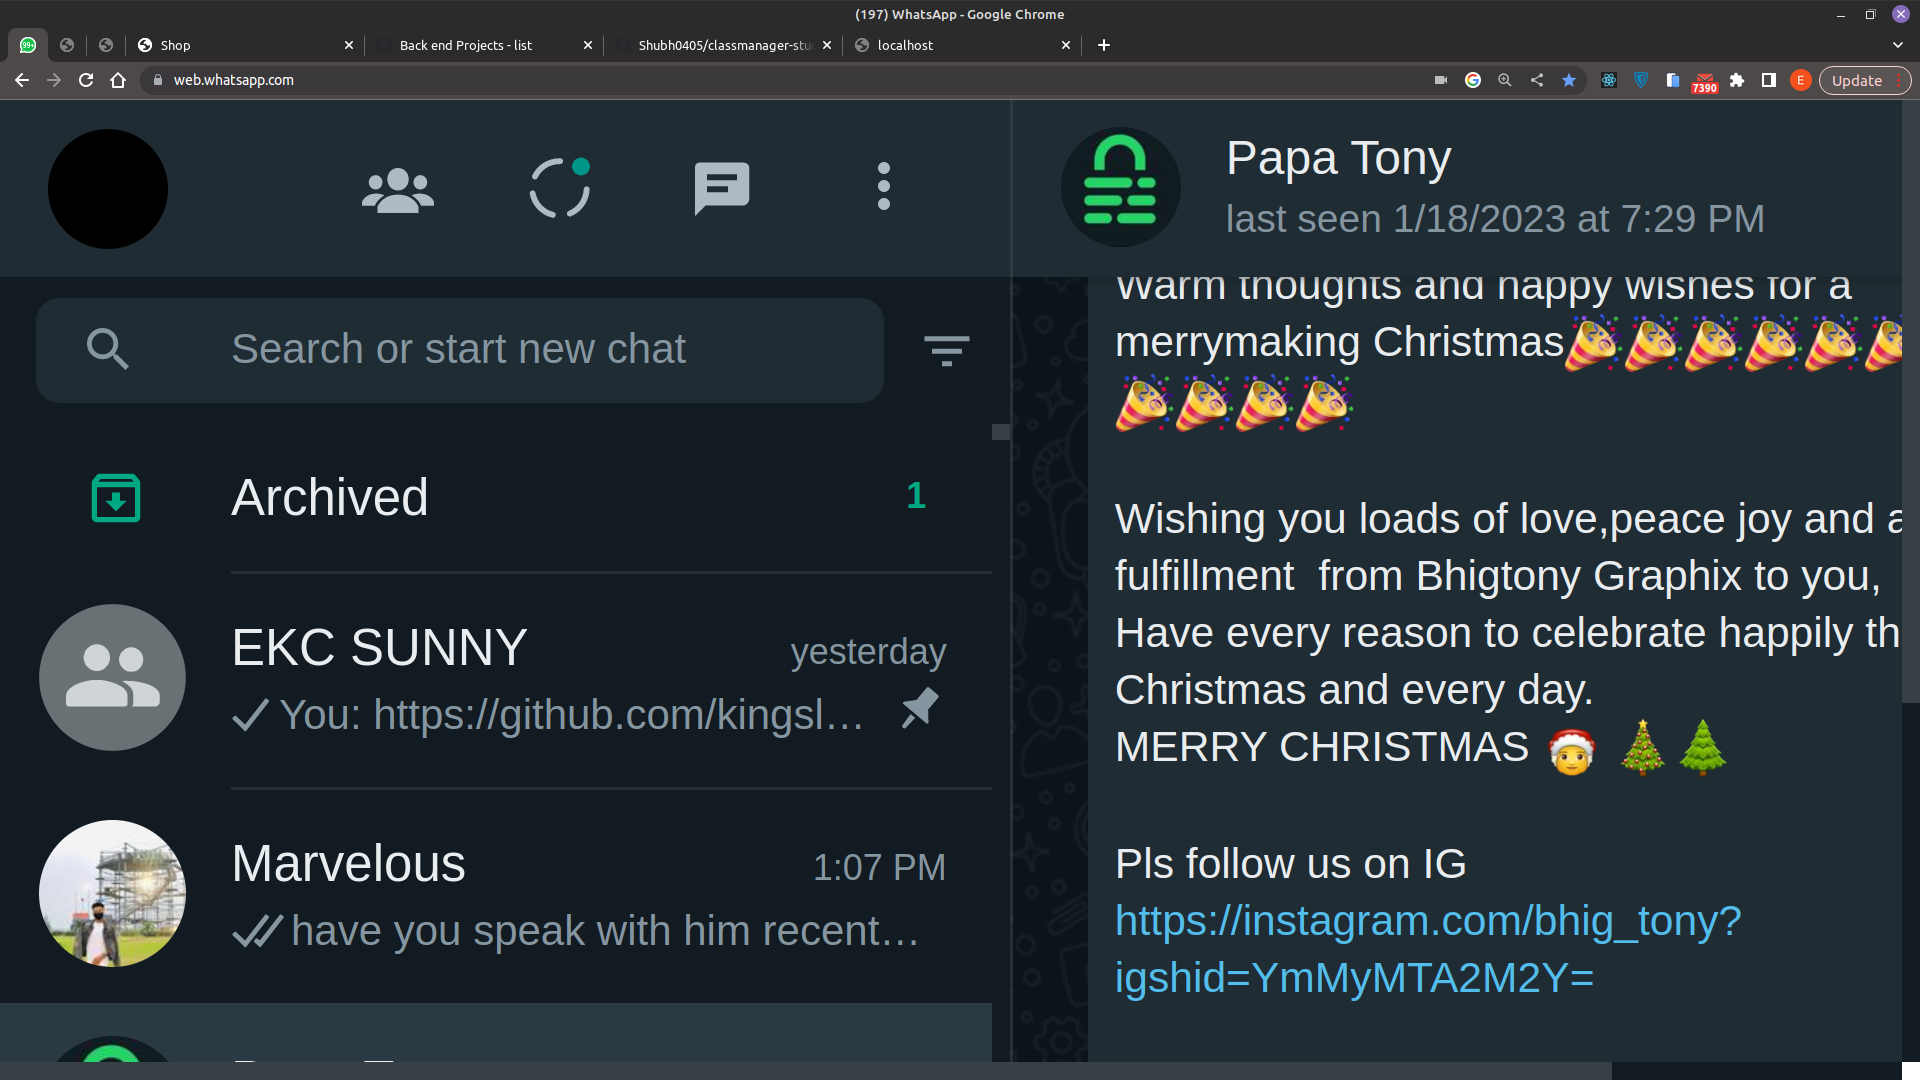 (197) WhatsApp - Google Chrome
99+
Shop
Back end Projects - list
Shubh0405/classmanager-stu
localhost
web.whatsapp.com
7390
E
Update
Papa Tony
last seen 1/18/2023 at 7:29 PM
Search or start new chat
Archived
1
EKC SUNNY
yesterday
You: https://github.com/kingsl…
Marvelous
1:07 PM
have you speak with him recent…
Warm thoughts and happy wishes for a
merrymaking Christmas🎉🎉🎉🎉🎉🎉
🎉🎉🎉🎉
Wishing you loads of love,peace joy and a
fulfillment  from Bhigtony Graphix to you,
Have every reason to celebrate happily th
Christmas and every day.
MERRY CHRISTMAS 🧑‍🎄 🎄🌲
Pls follow us on IG
https://instagram.com/bhig_tony?
igshid=YmMyMTA2M2Y=